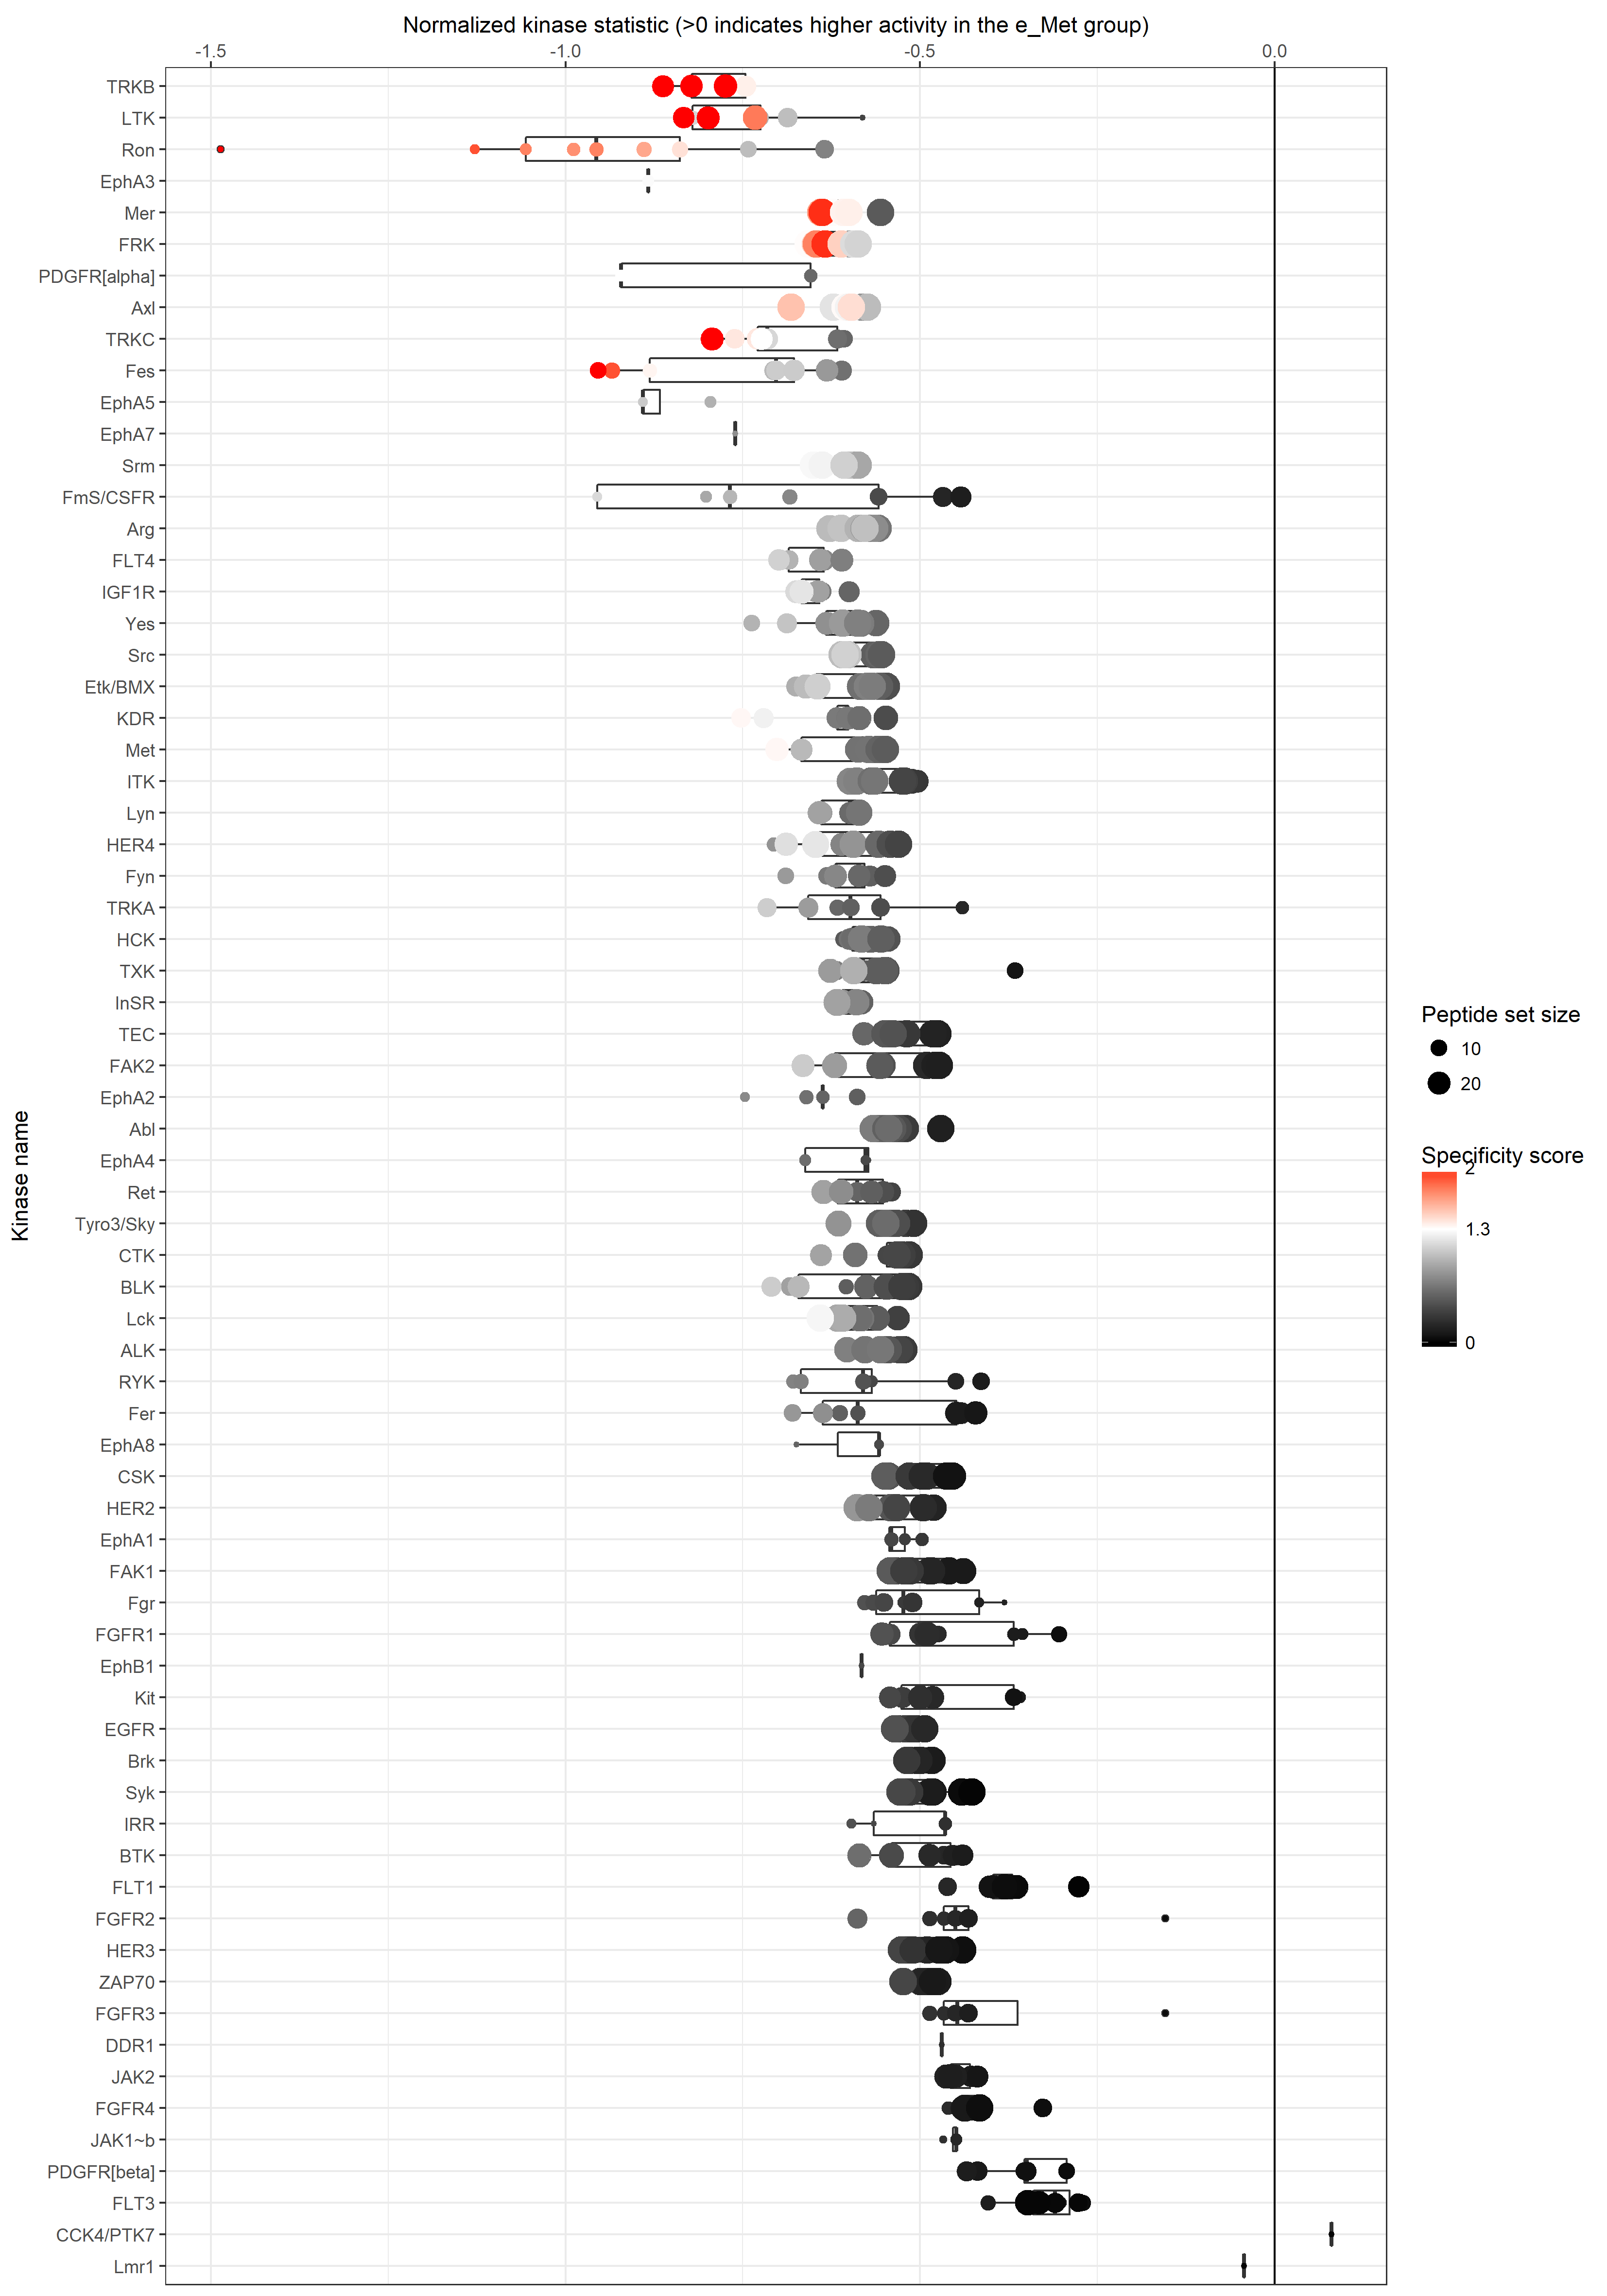 Normalized kinase statistic (>0 indicates higher activity in the e_Met group)
-1.5 -1.0 -0.5 0.0
Kinase name
TRKB
LTK
Ron
EphA3
Mer
FRK
PDGFR[alpha]
Axl
TRKC
Fes
EphA5
EphA7
Srm
FmS/CSFR
Arg
FLT4
IGF1R
Yes
Src
Etk/BMX
KDR
Met
ITK
Lyn
HER4
Fyn
TRKA
HCK
TXK
InSR
TEC
FAK2
EphA2
Abl
EphA4
Ret
Tyro3/Sky
CTK
BLK
Lck
ALK
RYK
Fer
EphA8
CSK
HER2
EphA1
FAK1
Fgr
FGFR1
EphB1
Kit
EGFR
Brk
Syk
IRR
BTK
FLT1
FGFR2
HER3
ZAP70
FGFR3
DDR1
JAK2
FGFR4
JAK1~b
PDGFR[beta]
FLT3
CCK4/PTK7
Lmr1
Peptide set size
10
20
Specificity score
2
1.3
0